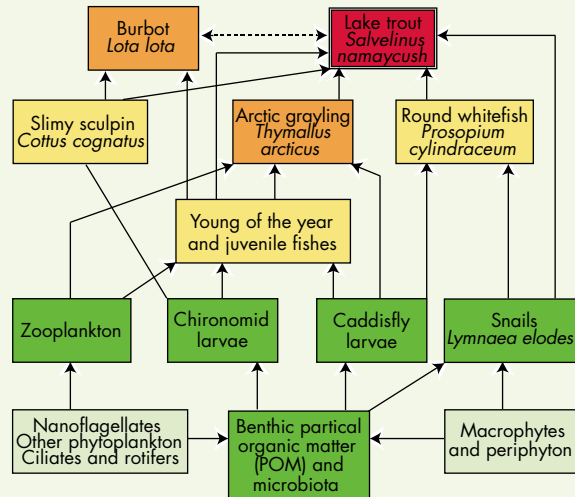 Burbot
Lota lota
Lake trout
Salvelinus
namaycush
Slimy sculpin
Cottus cognatus
Arctic grayling
Thymallus
arcticus
Round whitefish
Prosopium
cylindraceum
Young of the year
and juvenile fishes
Zooplankton
Chironomid
larvae
Caddisfly
larvae
Snails
Lymnaea elodes
Nanoflagellates
Other phytoplankton
Ciliates and rotifers
Benthic partical
organic matter
(POM) and
microbiota
Macrophytes
and periphyton